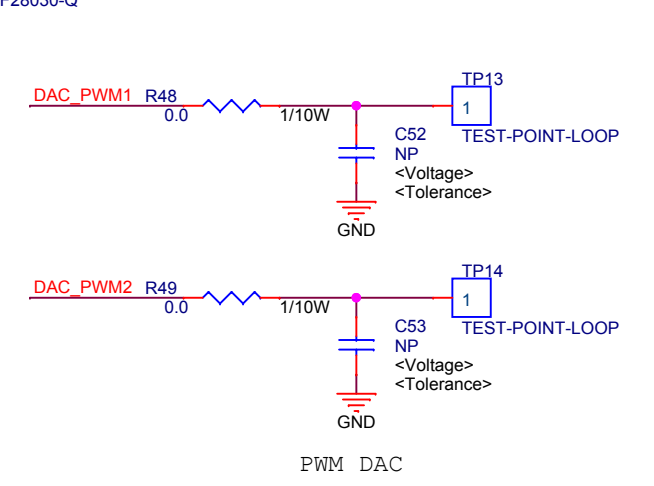 F28030-Q
DAC_PWM1 R48 TP13
0.0 1/10W 1
C52 TEST-POINT-LOOP
NP
<Voltage>
<Tolerance>
GND
DAC_PWM2 R49 TP14
0.0 1/10W 1
C53 TEST-POINT-LOOP
NP
<Voltage>
<Tolerance>
GND
PWM DAC